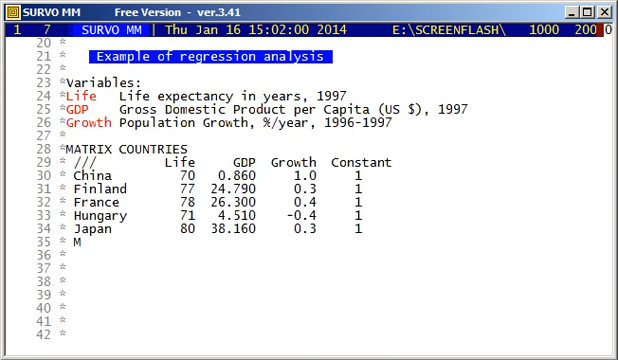 SURVO MM Free Version - ver.3.41
1 7 SURVO MM | Thu Jan 16 15:02:00 2014 E:\SCREENFLASH\ 1000 200 0
20 *
21 * Example of regression analysis
22 *
23 *Variables:
24 *Life Life expectancy in years, 1997
25 *GDP Gross Domestic Product per Capita (US $), 1997
26 *Growth Population Growth, %/year, 1996-1997
27 *
28 *MATRIX COUNTRIES
29 * /// Life GDP Growth Constant
30 * China 70 0.860 1.0 1
31 * Finland 77 24.790 0.3 1
32 * France 78 26.300 0.4 1
33 * Hungary 71 4.510 -0.4 1
34 * Japan 80 38.160 0.3 1
35 * M
36 *
37 *
38 *
39 *
40 *
41 *
42 *